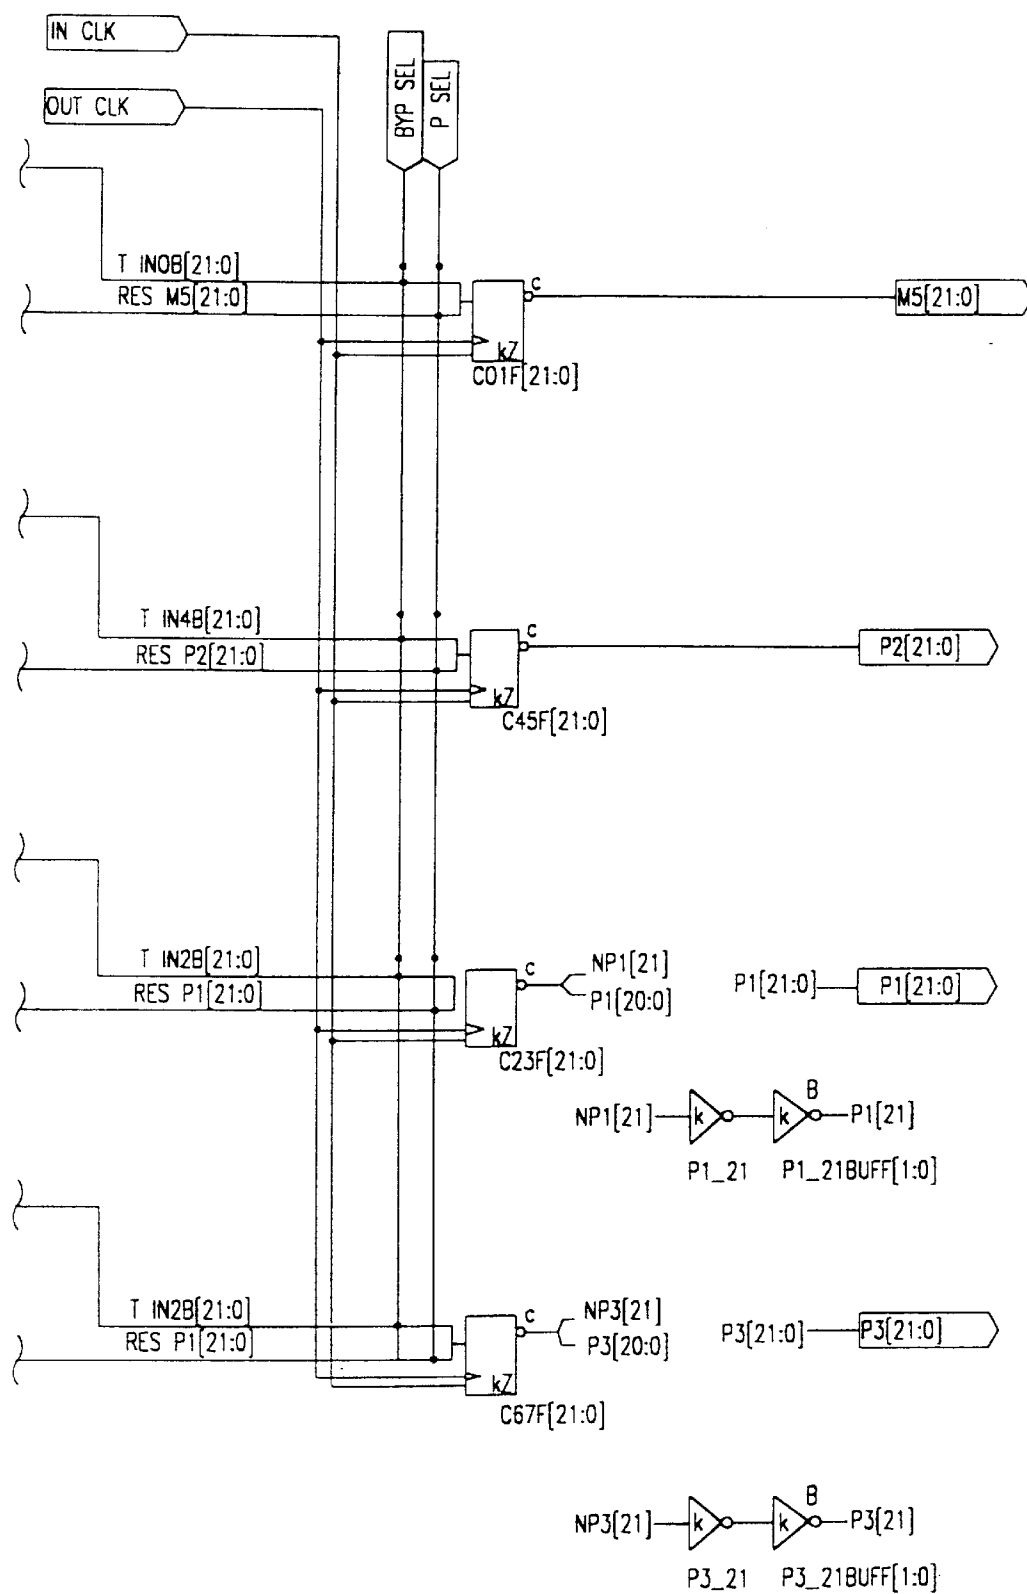 IN CLK
OUT CLK
BYP SEL
P SEL
T IN0B[21:0]
RES M5[21:0]
C
kZ
C01F[21:0]
M5[21:0]
T IN4B[21:0]
RES P2[21:0]
C
kZ
C45F[21:0]
P2[21:0]
T IN2B[21:0]
RES P1[21:0]
C
kZ
C23F[21:0]
NP1[21]
P1[20:0]
P1[21:0]
P1[21:0]
NP1[21]
k
k
B
P1[21]
P1_21
P1_21BUFF[1:0]
T IN2B[21:0]
RES P1[21:0]
C
kZ
C67F[21:0]
NP3[21]
P3[20:0]
P3[21:0]
P3[21:0]
NP3[21]
k
k
B
P3[21]
P3_21
P3_21BUFF[1:0]